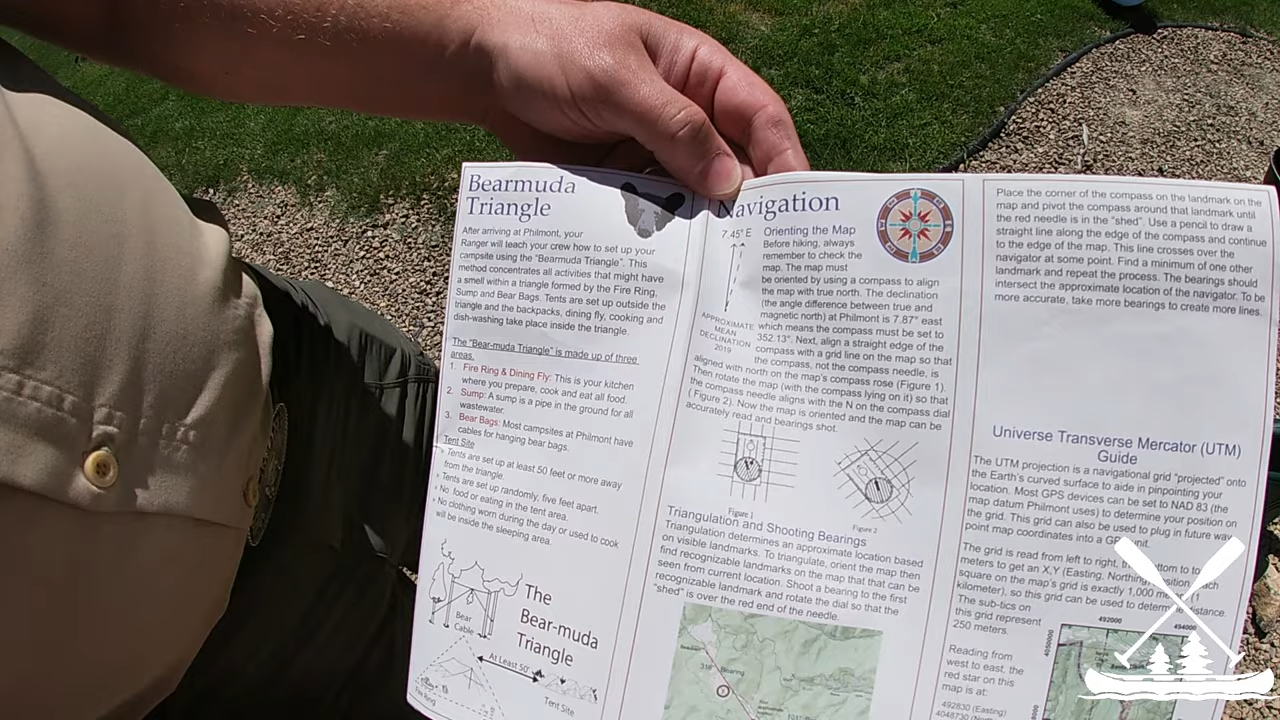 Bearmuda
Triangle
After arriving at Philmont, your
Ranger will teach your crew how to set up your
campsite using the "Bearmuda Triangle". This
method concentrates all activities that might have
a smell within a triangle formed by the Fire Ring,
Sump and Bear Bags. Tents are set up outside the
triangle and the backpacks, dining fly, cooking and
dish-washing take place inside the triangle.
The "Bear-muda Triangle" is made up of three
areas.
1. Fire Ring & Dining Fly: This is your kitchen
where you prepare, cook and eat all food.
2. Sump: A sump is a pipe in the ground for all
wastewater.
3. Bear Bags: Most campsites at Philmont have
cables for hanging bear bags.
Tent Site
Tents are set up at least 50 feet or more away
from the triangle.
Tents are set up randomly, five feet apart.
No food or eating in the tent area.
No clothing worn during the day or used to cook
will be inside the sleeping area.
The
Bear-muda
Triangle
Bear
Cable
At Least 50'
Fire Ring
Tent Site
Navigation
7.45° E
APPROXIMATE
MEAN
DECLINATION
2019
Orienting the Map
Before hiking, always
remember to check the
map. The map must
be oriented by using a compass to align
the map with true north. The declination
(the angle difference between true and
magnetic north) at Philmont is 7.87° east
which means the compass must be set to
352.13°. Next, align a straight edge of the
compass with a grid line on the map so that
the compass, not the compass needle, is
aligned with north on the map's compass rose (Figure 1).
Then rotate the map (with the compass lying on it) so that
the compass needle aligns with the N on the compass dial
(Figure 2). Now the map is oriented and the map can be
accurately read and bearings shot.
Figure 1
Figure 2
Triangulation and Shooting Bearings
Triangulation determines an approximate location based
on visible landmarks. To triangulate, orient the map then
find recognizable landmarks on the map that that can be
seen from current location. Shoot a bearing to the first
recognizable landmark and rotate the dial so that the
"shed" is over the red end of the needle.
318°
Bearing
Place the corner of the compass on the landmark on the
map and pivot the compass around that landmark until
the red needle is in the "shed". Use a pencil to draw a
straight line along the edge of the compass and continue
to the edge of the map. This line crosses over the
navigator at some point. Find a minimum of one other
landmark and repeat the process. The bearings should
intersect the approximate location of the navigator. To be
more accurate, take more bearings to create more lines.
Universe Transverse Mercator (UTM)
Guide
The UTM projection is a navigational grid "projected" onto
the Earth's curved surface to aide in pinpointing your
location. Most GPS devices can be set to NAD 83 (the
map datum Philmont uses) to determine your position on
the grid. This grid can also be used to plug in future way
point map coordinates into a GPS unit.
The grid is read from left to right, bottom to to
meters to get an X,Y (Easting, Northing) position. Each
square on the map's grid is exactly 1,000 meters (1
kilometer), so this grid can be used to determine distance.
The sub-tics on
this grid represent
250 meters.
Reading from
west to east, the
red star on this
map is at:
492830 (Easting)
492000
494000
4050000